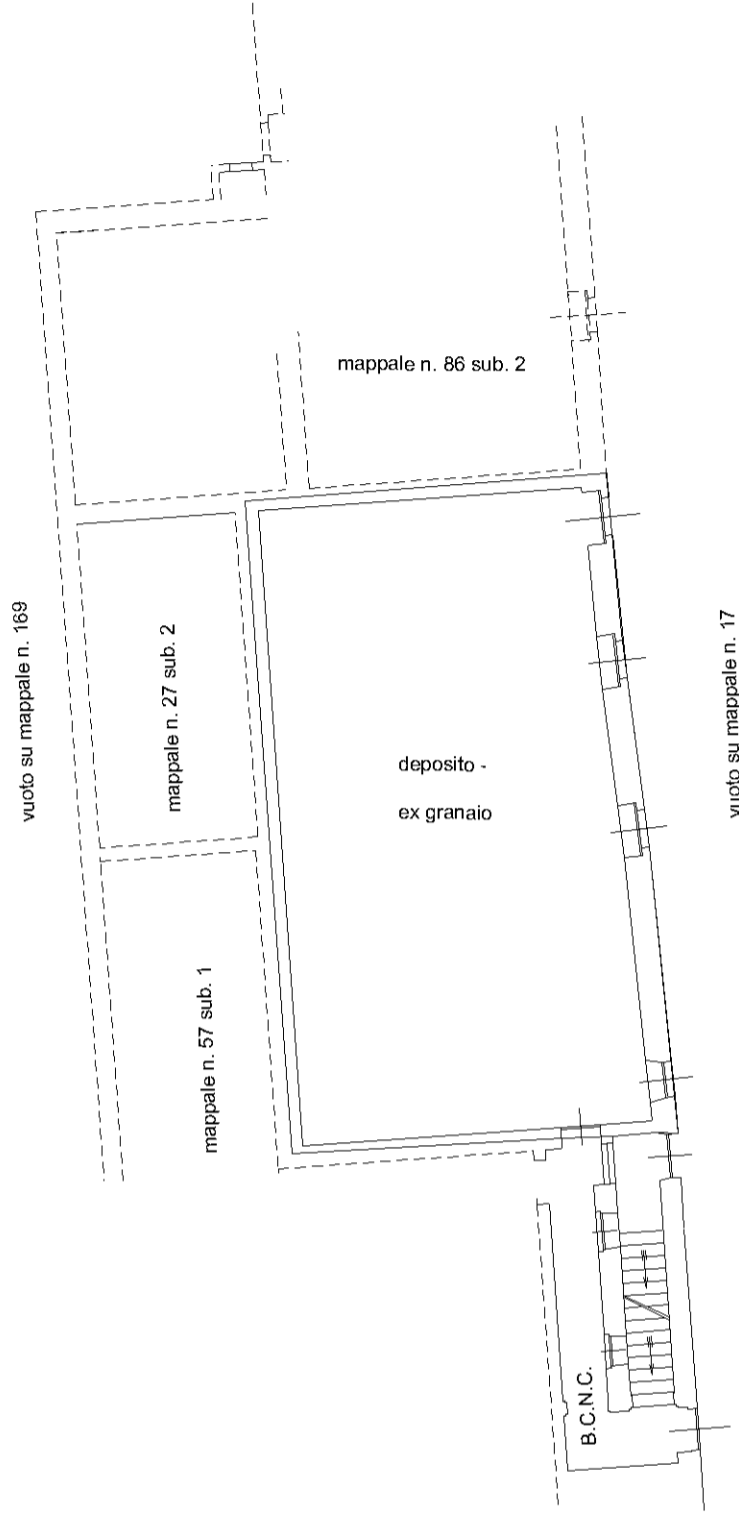 mappale n. 86 sub. 2
vuoto su mappale n. 169
mappale n. 27 sub. 2
vuoto su mappale n. 17
deposito -
ex granaio
mappale n. 57 sub. 1
B.C.N.C.